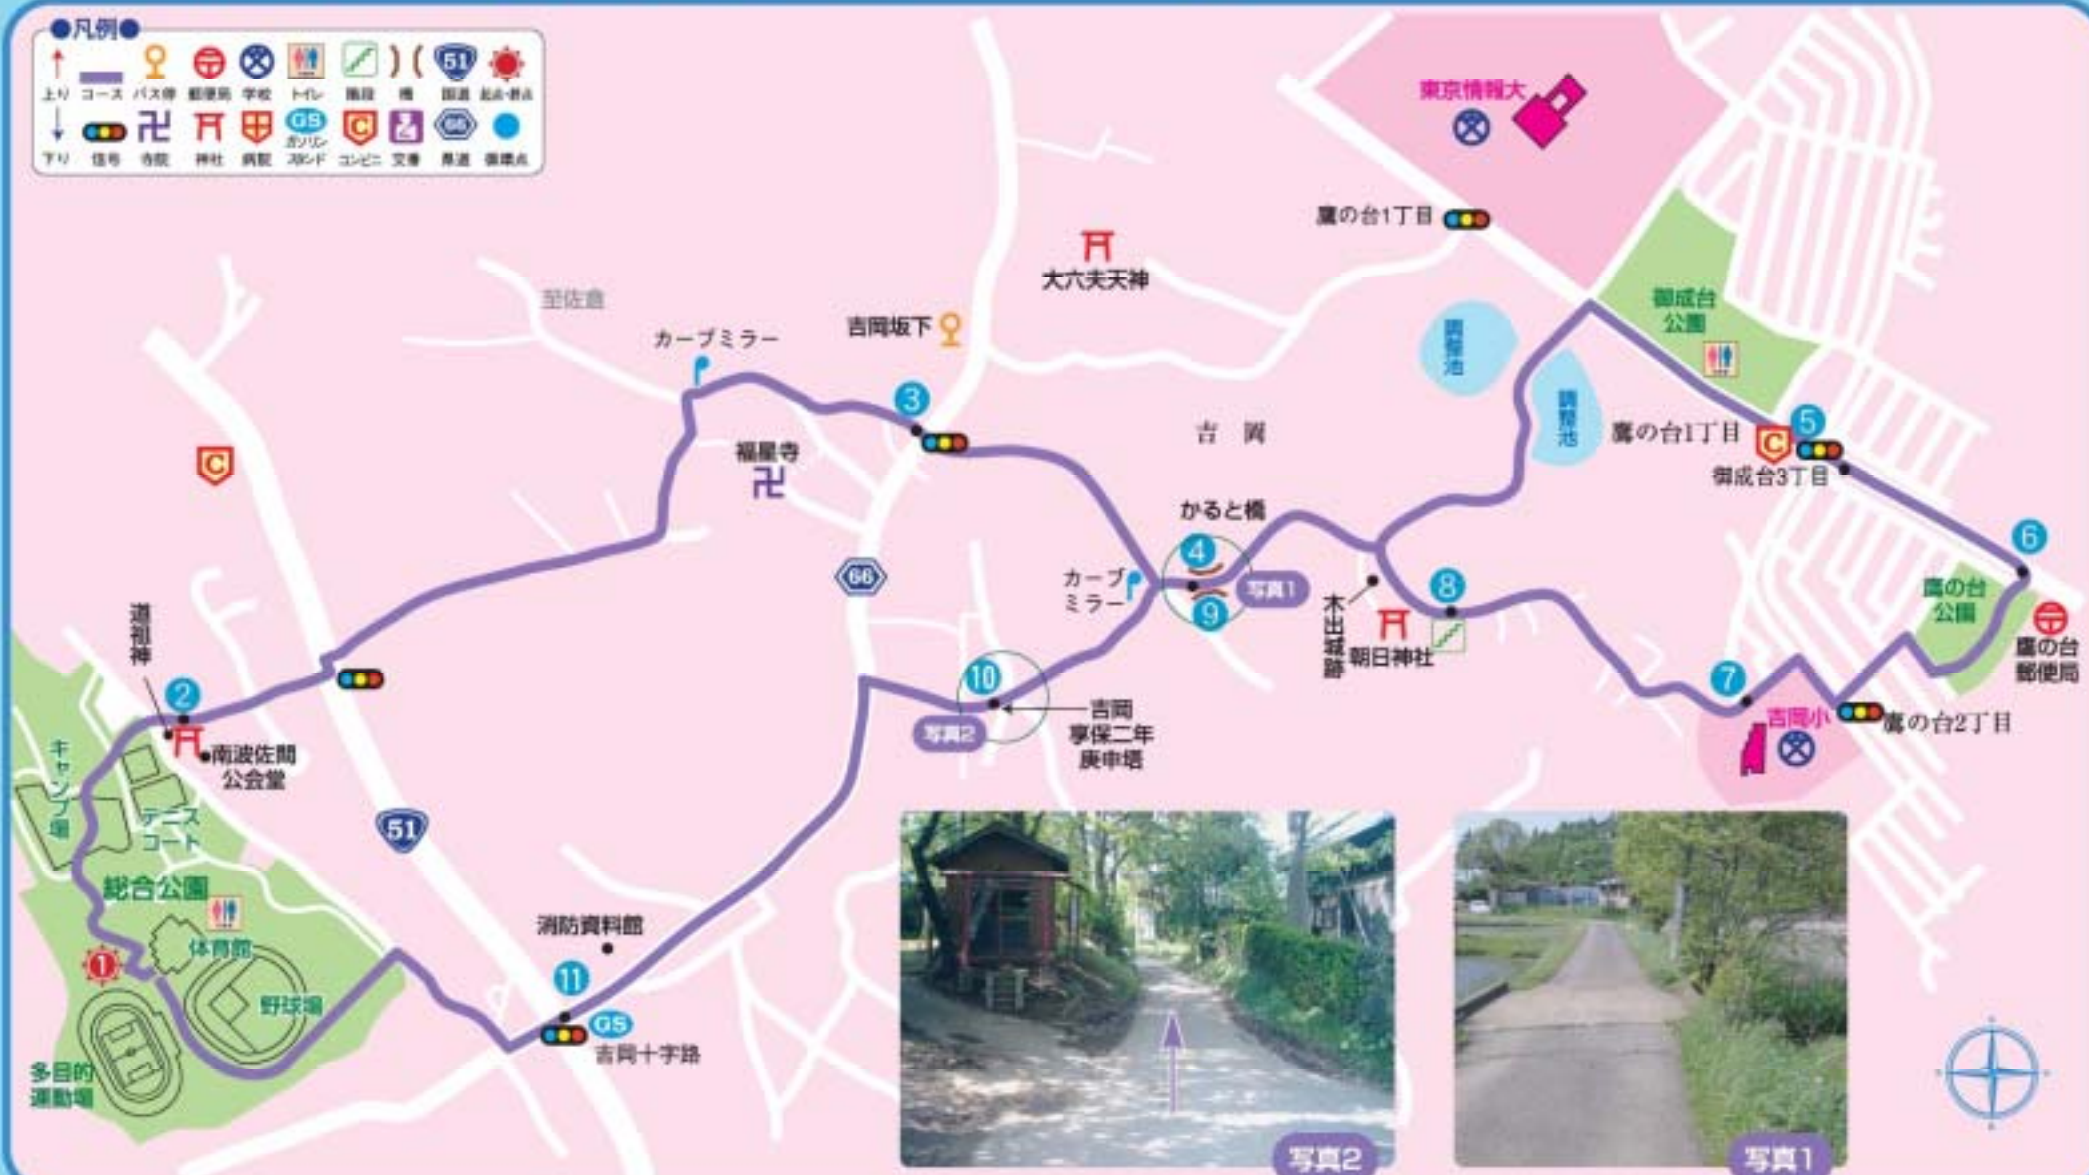 ●凡例●
上り
コース
バス停
郵便局
学校
トイレ
階段
橋
51
国道
起点・終点
下り
信号
寺院
神社
病院
GS
ガソリン
スタンド
C
コンビニ
交番
66
県道
循環点
東京情報大
鷹の台1丁目
大六夫天神
至佐倉
カーブミラー
吉岡坂下
御成台
公園
調整池
調整池
3
吉岡
鷹の台1丁目
C
5
御成台3丁目
C
福星寺
かると橋
4
6
66
カーブ
ミラー
写真1
9
8
鷹の台
公園
鷹の台
郵便局
道祖神
木出城跡
朝日神社
2
10
7
吉岡小
鷹の台2丁目
吉岡
享保二年
庚申塔
写真2
南波佐間
公会堂
キャンプ場
テニス
コート
51
総合公園
体育館
消防資料館
1
野球場
11
GS
吉岡十字路
多目的
運動場
写真2
写真1